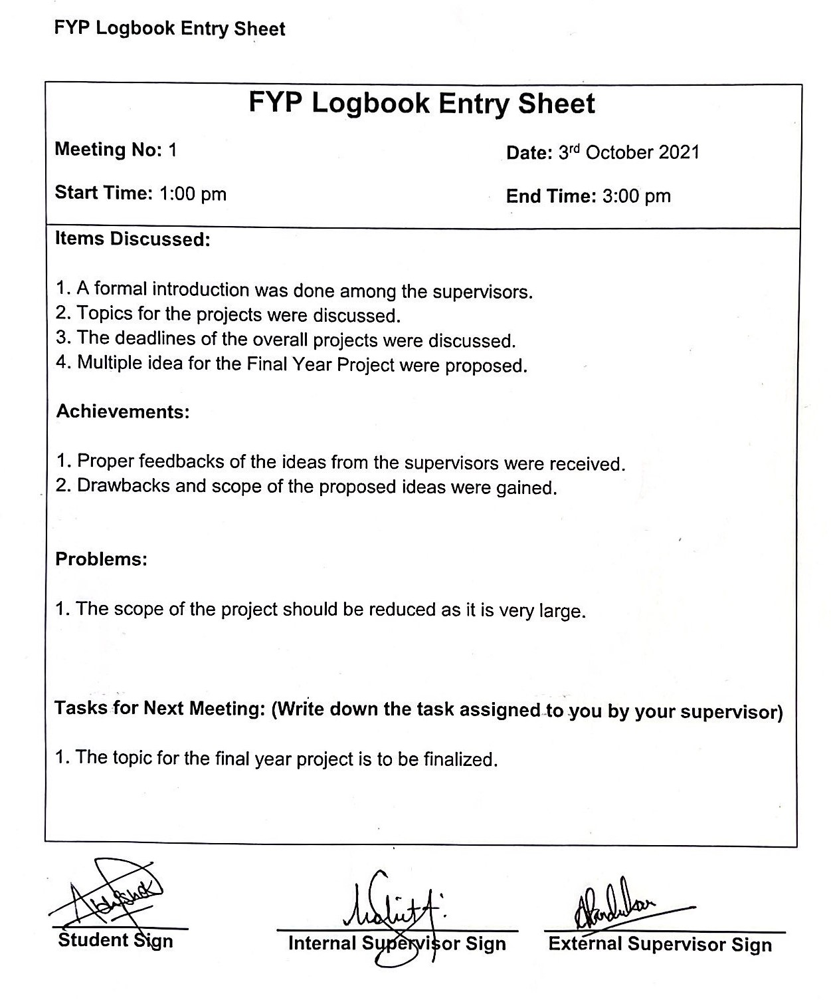 FYP Logbook Entry Sheet
FYP Logbook Entry Sheet
Meeting No: 1
Date: 3rd October 2021
Start Time: 1:00 pm
End Time: 3:00 pm
Items Discussed:
1. A formal introduction was done among the supervisors.
2. Topics for the projects were discussed.
3. The deadlines of the overall projects were discussed.
4. Multiple idea for the Final Year Project were proposed.
Achievements:
1. Proper feedbacks of the ideas from the supervisors were received.
2. Drawbacks and scope of the proposed ideas were gained.
Problems:
1. The scope of the project should be reduced as it is very large.
Tasks for Next Meeting: (Write down the task assigned to you by your supervisor)
1. The topic for the final year project is to be finalized.
Abhishek
Student Sign
Internal Supervisor Sign
External Supervisor Sign